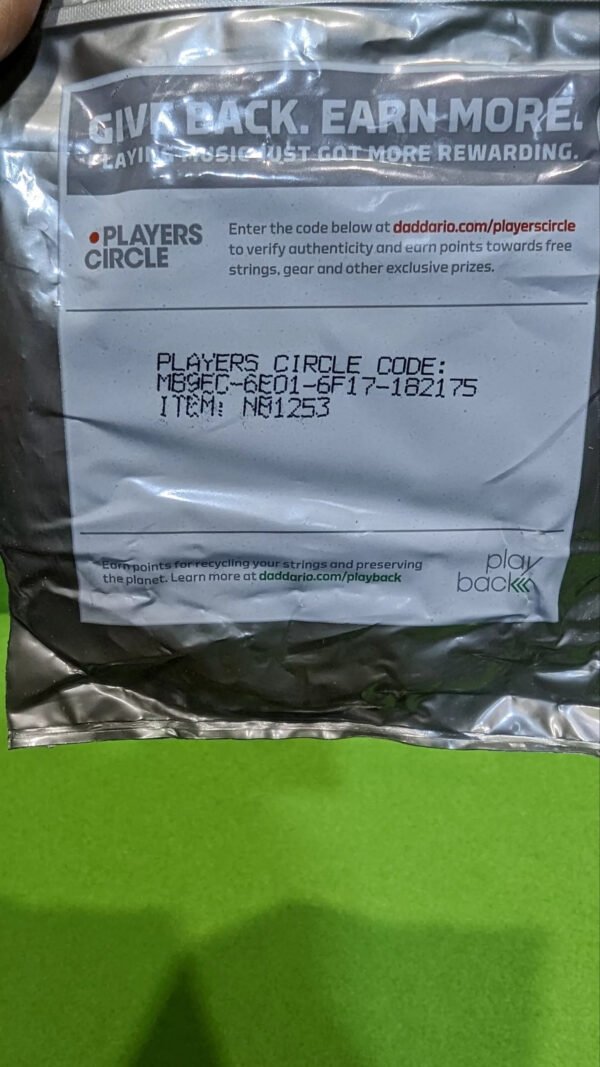 GIVE BACK. EARN MORE.
PLAYING MUSIC JUST GOT MORE REWARDING.
PLAYERS
CIRCLE
Enter the code below at daddario.com/playerscircle
to verify authenticity and earn points towards free
strings, gear and other exclusive prizes.
PLAYERS CIRCLE CODE:
MB9EC-6E01-6F17-182175
ITEM: NB1253
Earn points for recycling your strings and preserving
the planet. Learn more at daddario.com/playback
play
back